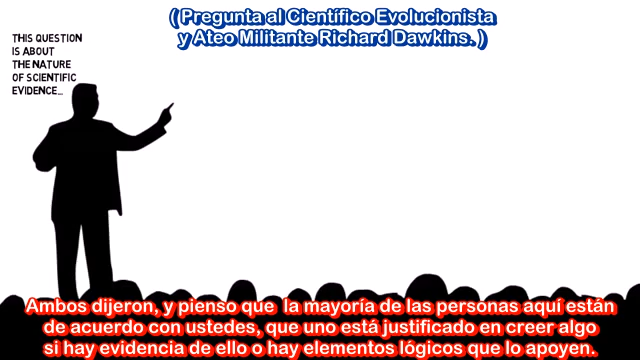 ( Pregunta al Científico Evolucionista
y Ateo Militante Richard Dawkins. )
THIS QUESTION
IS ABOUT
THE NATURE
OF SCIENTIFIC
EVIDENCE...
Ambos dijeron, y pienso que la mayoría de las personas aquí están
de acuerdo con ustedes, que uno está justificado en creer algo
si hay evidencia de ello o hay elementos lógicos que lo apoyen.